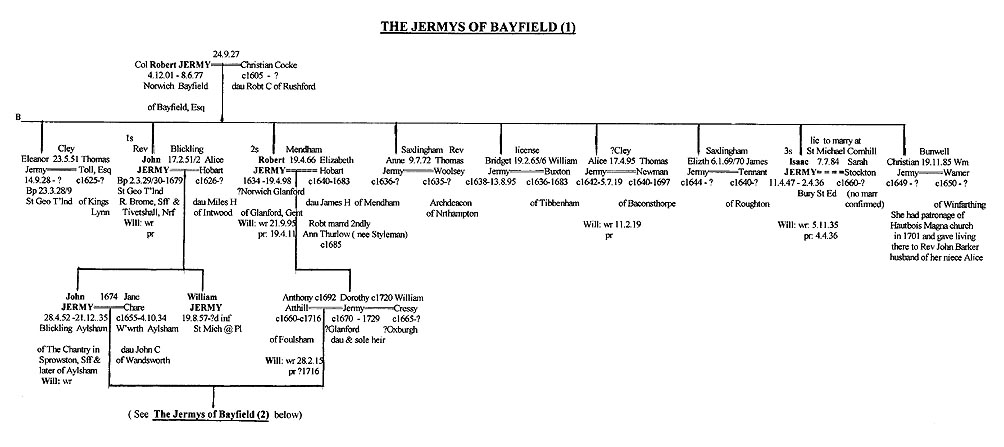 THE JERMYS OF BAYFIELD (1)
24.9.27
Col Robert JERMY Christian Cocke
4.12.01 - 8.6.77 c1605 - ?
Norwich Bayfield dau Robt C of Rushford
of Bayfield, Esq
B
Cley
Eleanor 23.5.51 Thomas
Jermy Toll, Esq
14.9.28 - ? c1625-?
Bp 23.3.28/9
St Geo T'lnd of Kings
Lynn
1s
Rev Blickling
John 17.2.51/2 Alice
JERMY Hobart
Bp 2.3.29/30-1679 c1626-?
St Geo T'lnd
R. Brome, Sff & dau Miles H
Tivetshall, Nrf of Intwood
Will: wr
pr
2s Mendham
Robert 19.4.66 Elizabeth
JERMY Hobart
1634 -19.4.98 c1640-1683
?Norwich Glanford
of Glanford, Gent dau James H of Mendham
Will: wr 21.9.95 Robt marrd 2ndly
pr: 19.4.11 Ann Thurlow ( nee Styleman)
c1685
Saxlingham Rev
Anne 9.7.72 Thomas
Jermy Woolsey
c1636-? c1635-?
Archdeacon
of Nrthampton
license
Bridget 19.2.65/6 William
Jermy Buxton
c1638-13.8.95 c1636-1683
of Tibbenham
?Cley
Alice 17.4.95 Thomas
Jermy Newman
c1642-5.7.19 c1640-1697
of Baconsthorpe
Will: wr 11.2.19
pr
Saxlingham
Elizth 6.1.69/70 James
Jermy Tennant
c1644 - ? c1640-?
of Roughton
lic to marry at
3s St Michael Cornhill
Isaac 7.7.84 Sarah
JERMY Stockton
11.4.47 - 2.4.36 c1660-?
Bury St Ed (no marr
confirmed)
Will: wr: 5.11.35
pr: 4.4.36
Bunwell
Christian 19.11.85 Wm
Jermy Warner
c1649 - ? c1650 - ?
of Winfarthing
She had patronage of
Hautbois Magna church
in 1701 and gave living
there to Rev John Barker
husband of her niece Alice
John 1674 Jane
JERMY Chare
28.4.52 -21.12..35 c1655-4.10.34
Blickling Aylsham W'wrth Aylsham
of The Chantry in dau John C
Sprowston, Sff & of Wandsworth
later of Aylsham
Will: wr
William
JERMY
19.8.57-?d inf
St Mich @ Pl
Anthony c1692 Dorothy c1720 William
Atthill Jermy Cressy
c1660-c1716 c1670 - 1729 c1665-?
?Glanford ?Oxburgh
of Foulsham dau & sole heir
Will: wr 28.2.15
pr ?1716
( See The Jermys of Bayfield (2) below)